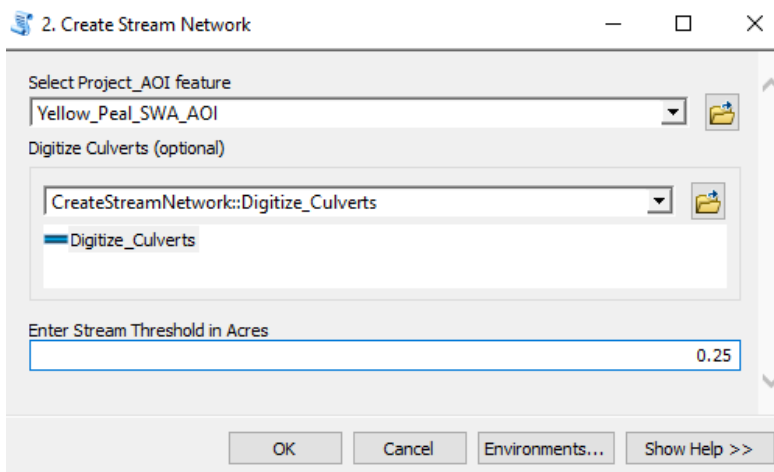 2. Create Stream Network
Select Project_AOI feature
Yellow_Peal_SWA_AOI
Digitize Culverts (optional)
CreateStreamNetwork::Digitize_Culverts
Digitize_Culverts
Enter Stream Threshold in Acres
0.25
OK Cancel Environments... Show Help >>